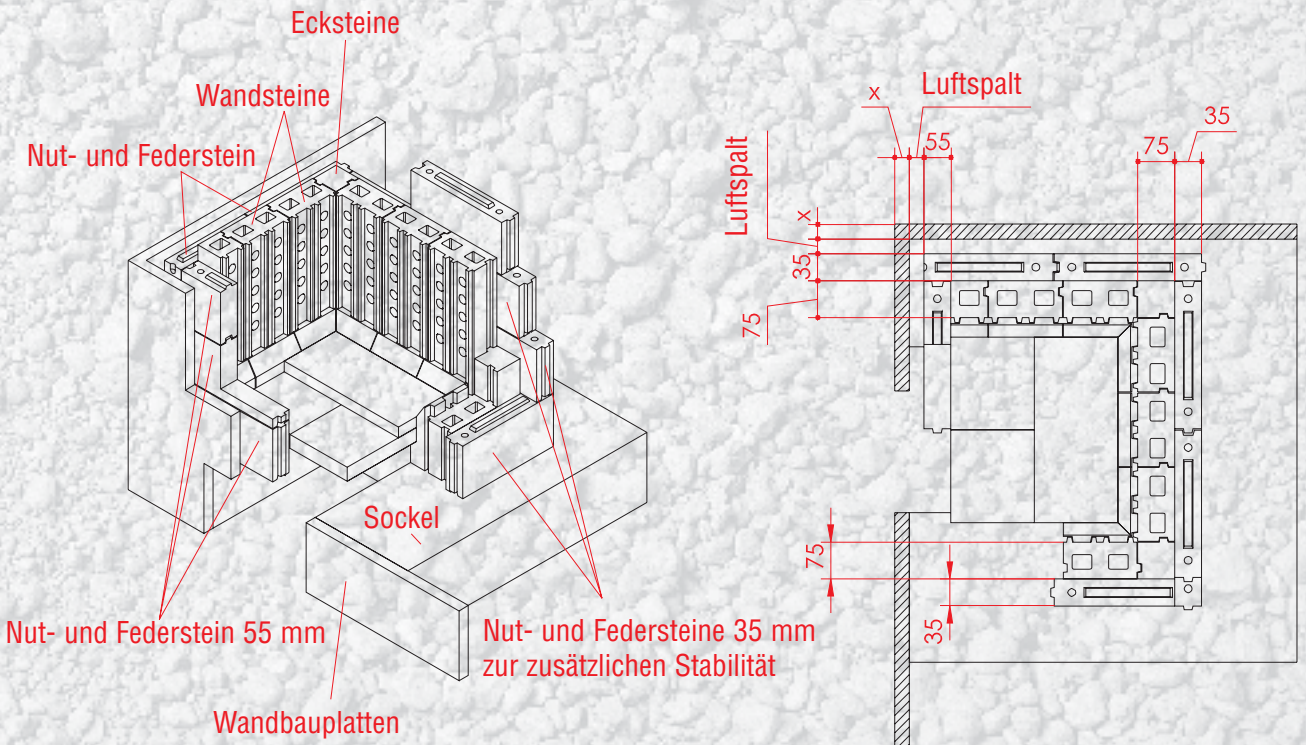 Ecksteine
Wandsteine
Nut- und Federstein
Sockel
Nut- und Federstein 55 mm
Nut- und Federsteine 35 mm
zur zusätzlichen Stabilität
Wandbauplatten
x
Luftspalt
55
75
35
Luftspalt
x
35
75
75
35